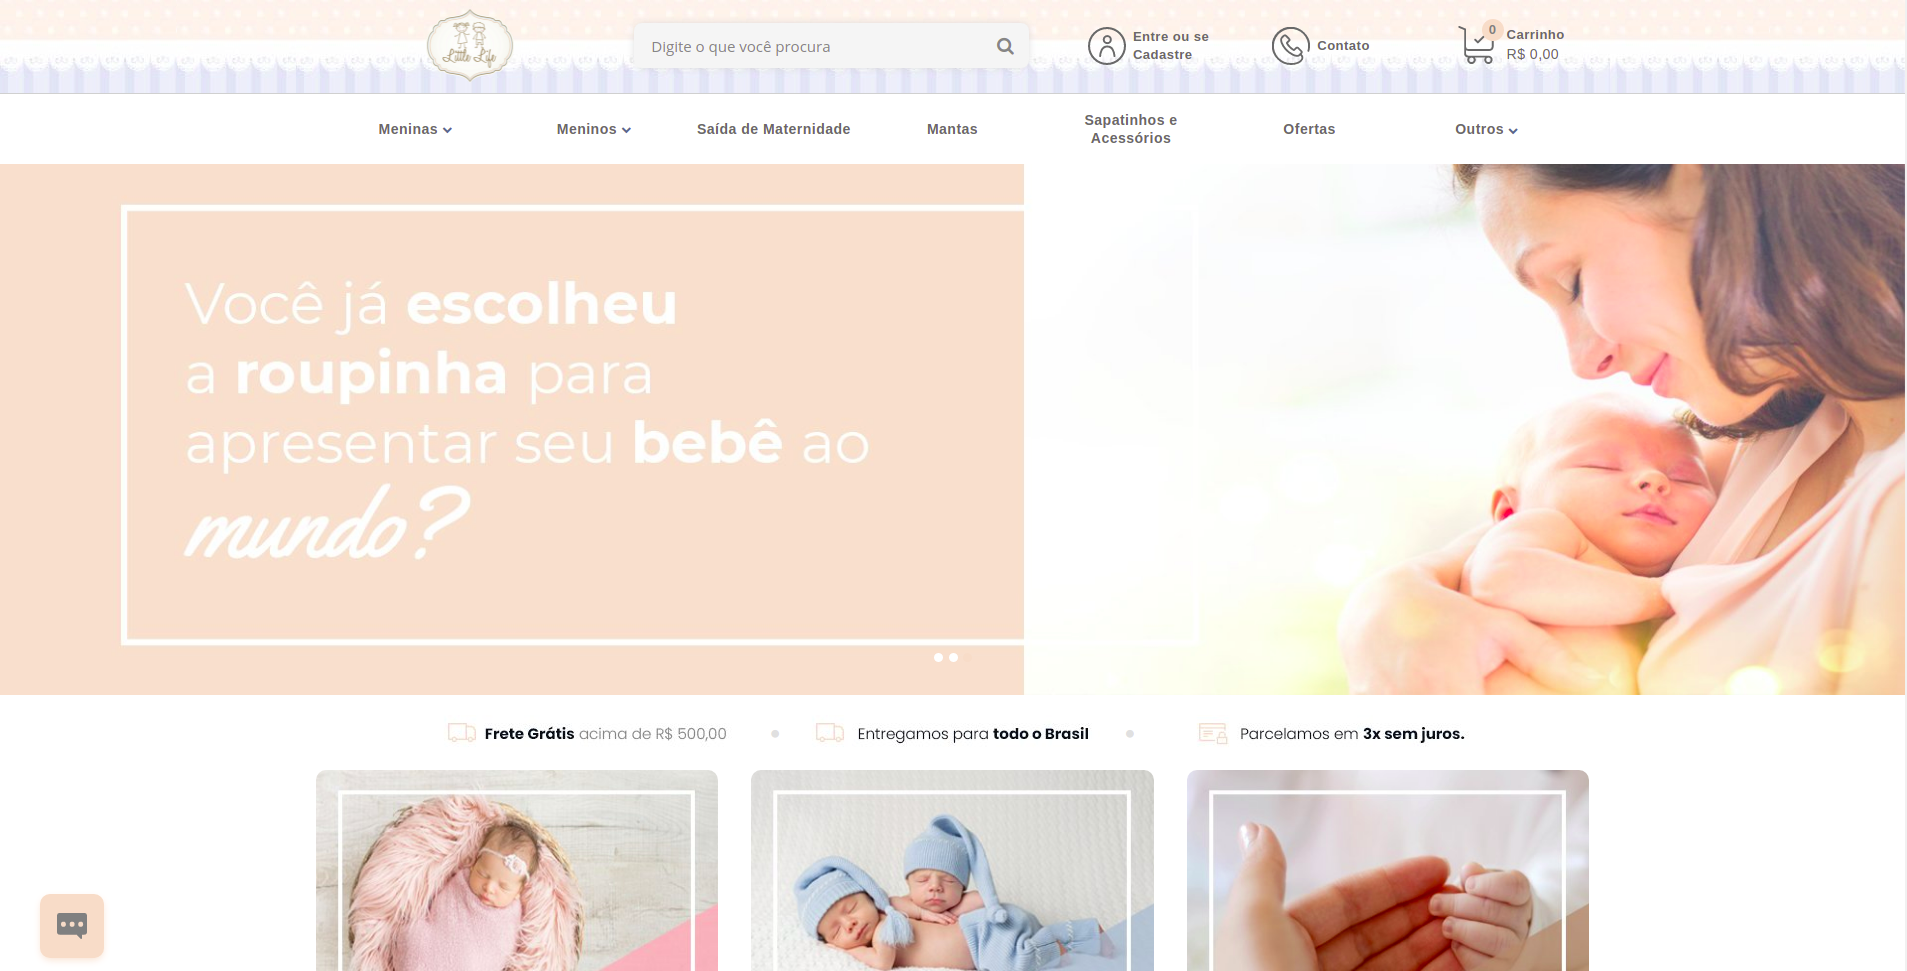 Little Life
Digite o que você procura
Entre ou se
Cadastre
Contato
0
Carrinho
R$ 0,00
Meninas
Meninos
Saída de Maternidade
Mantas
Sapatinhos e
Acessórios
Ofertas
Outros
Você já escolheu
a roupinha para
apresentar seu bebê ao
mundo?
Frete Grátis acima de R$ 500,00
Entregamos para todo o Brasil
Parcelamos em 3x sem juros.